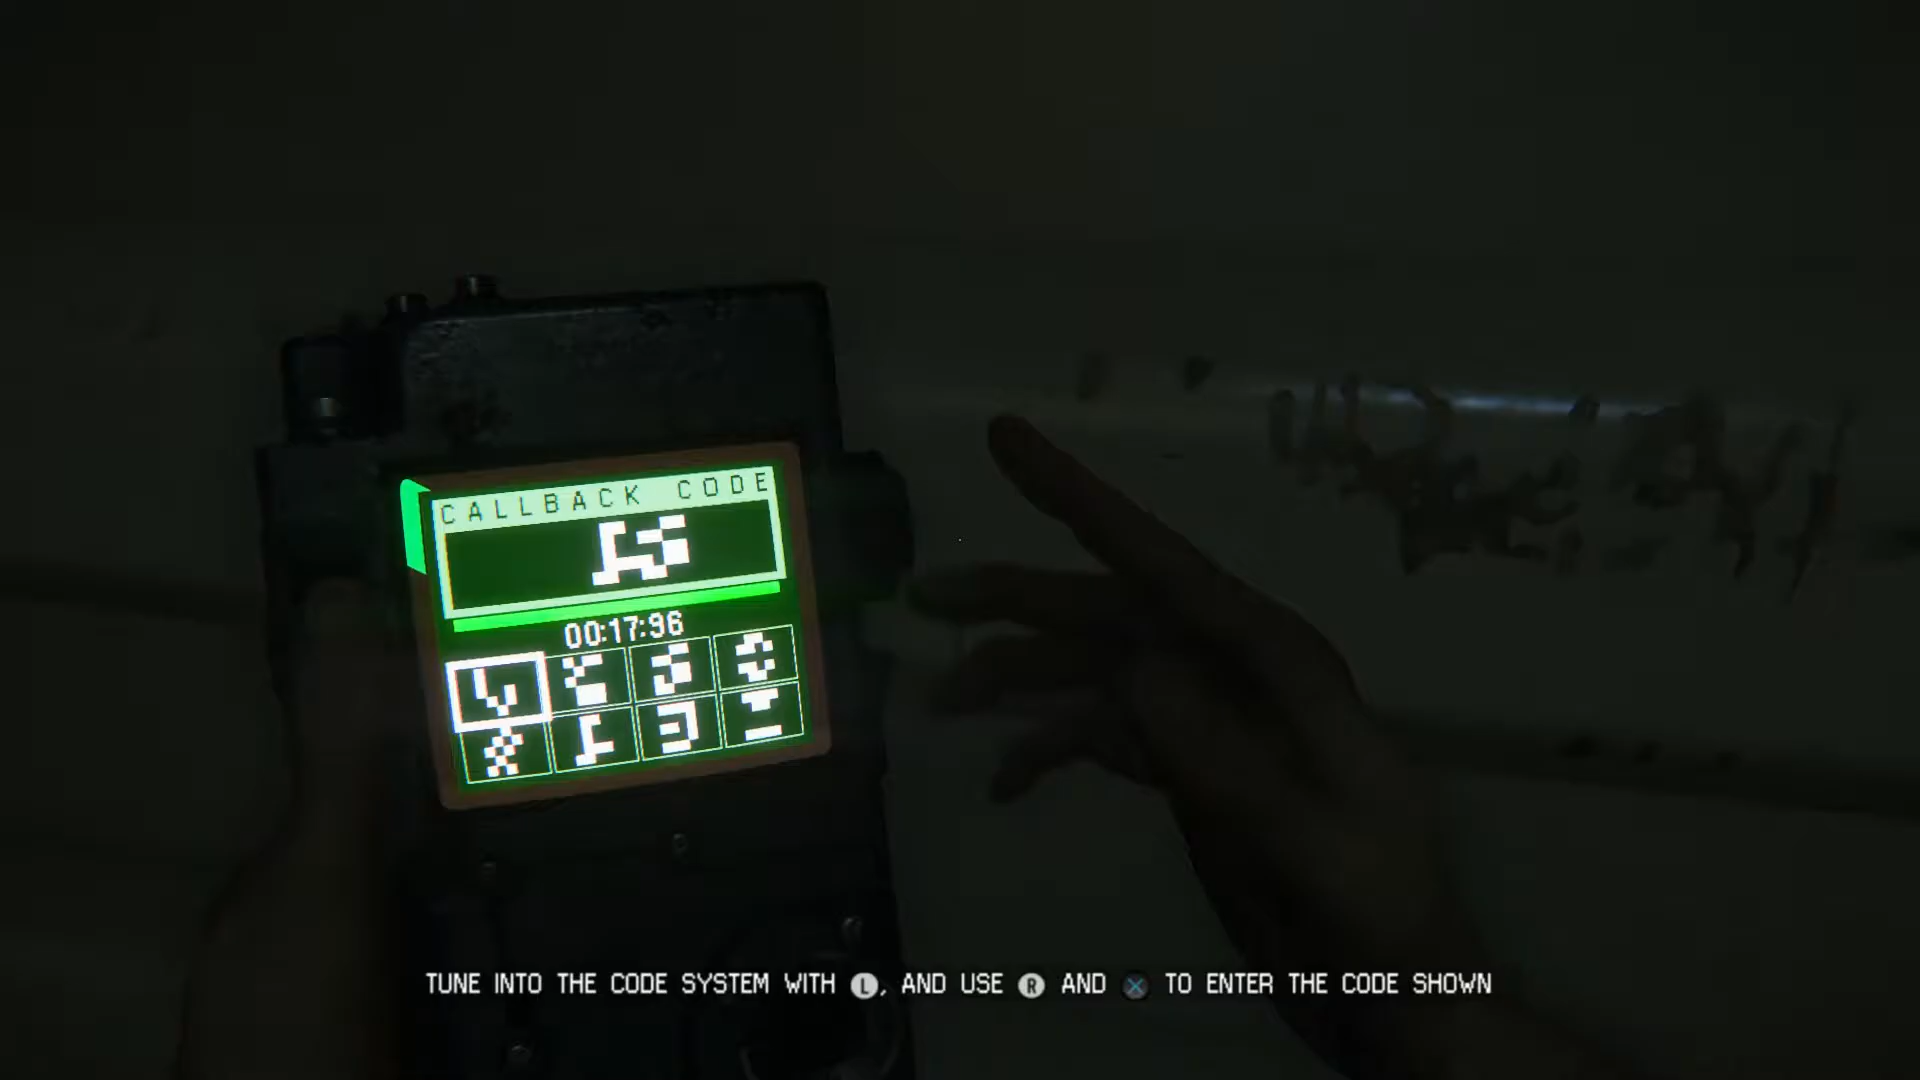 CALLBACK CODE
00:17:96
TUNE INTO THE CODE SYSTEM WITH L, AND USE R AND X TO ENTER THE CODE SHOWN